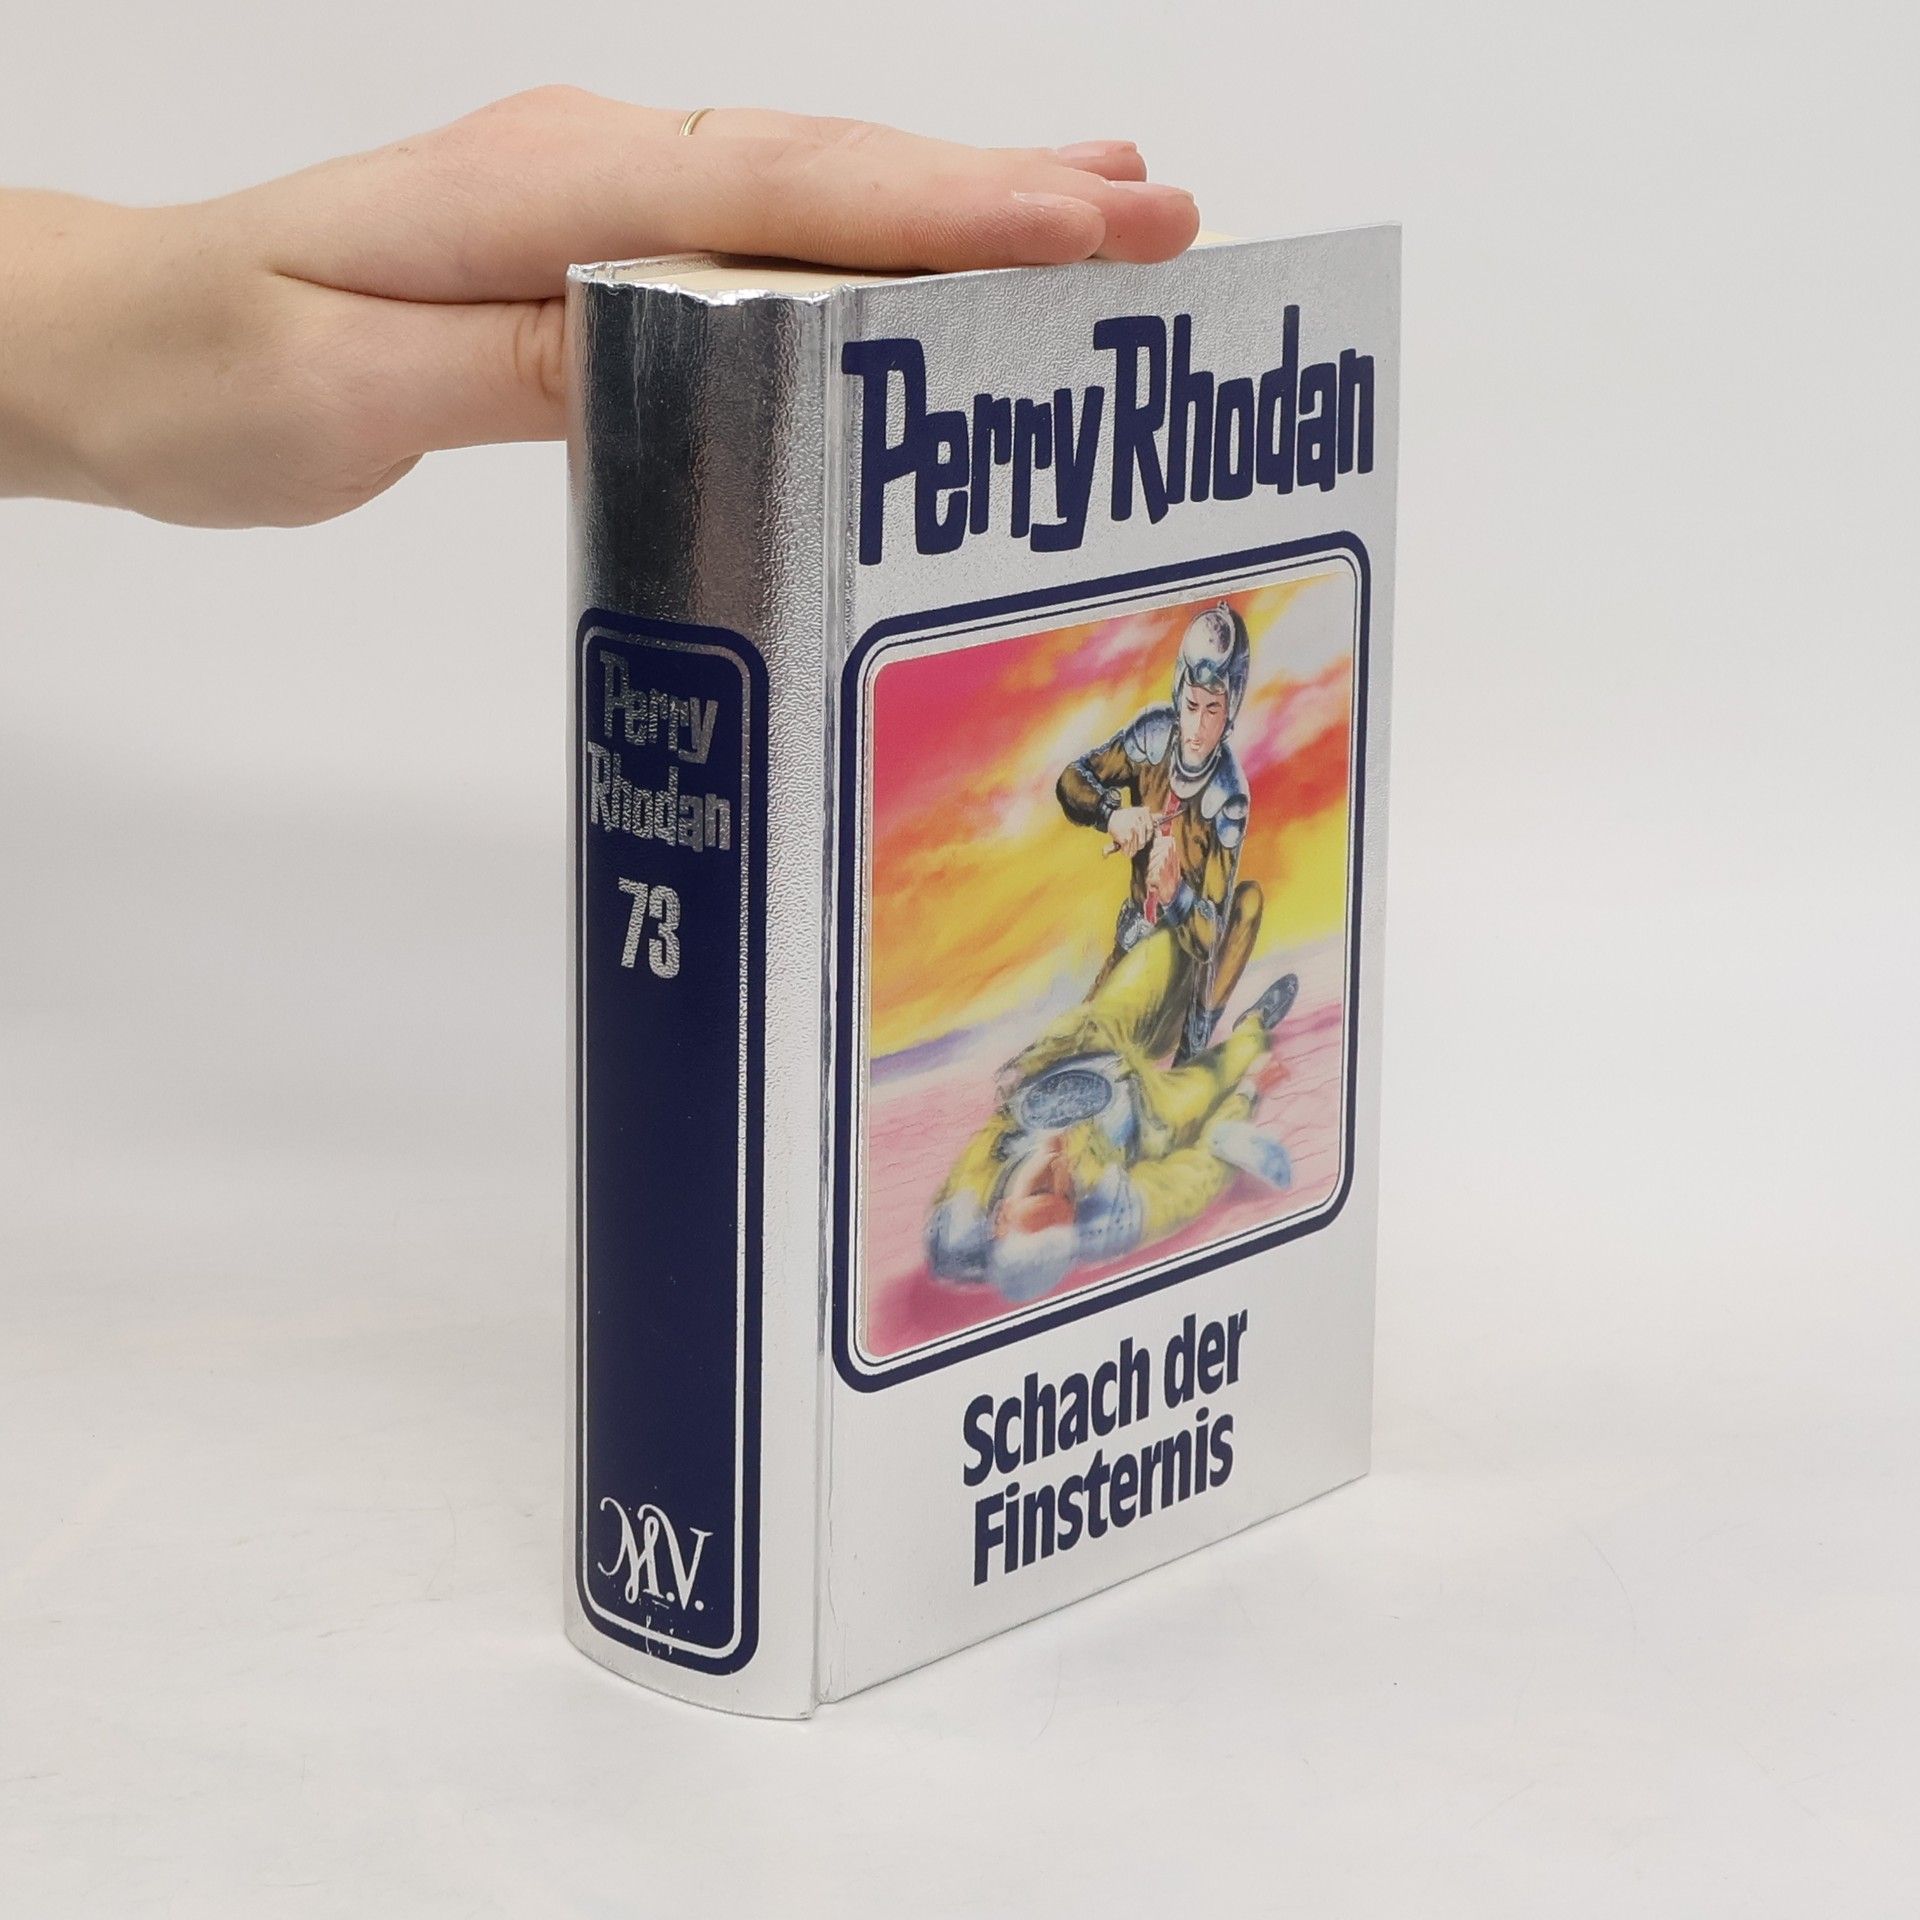 Perry Rhodan
Schach der
Finsternis
Perry
Rhodan
73
M.V.